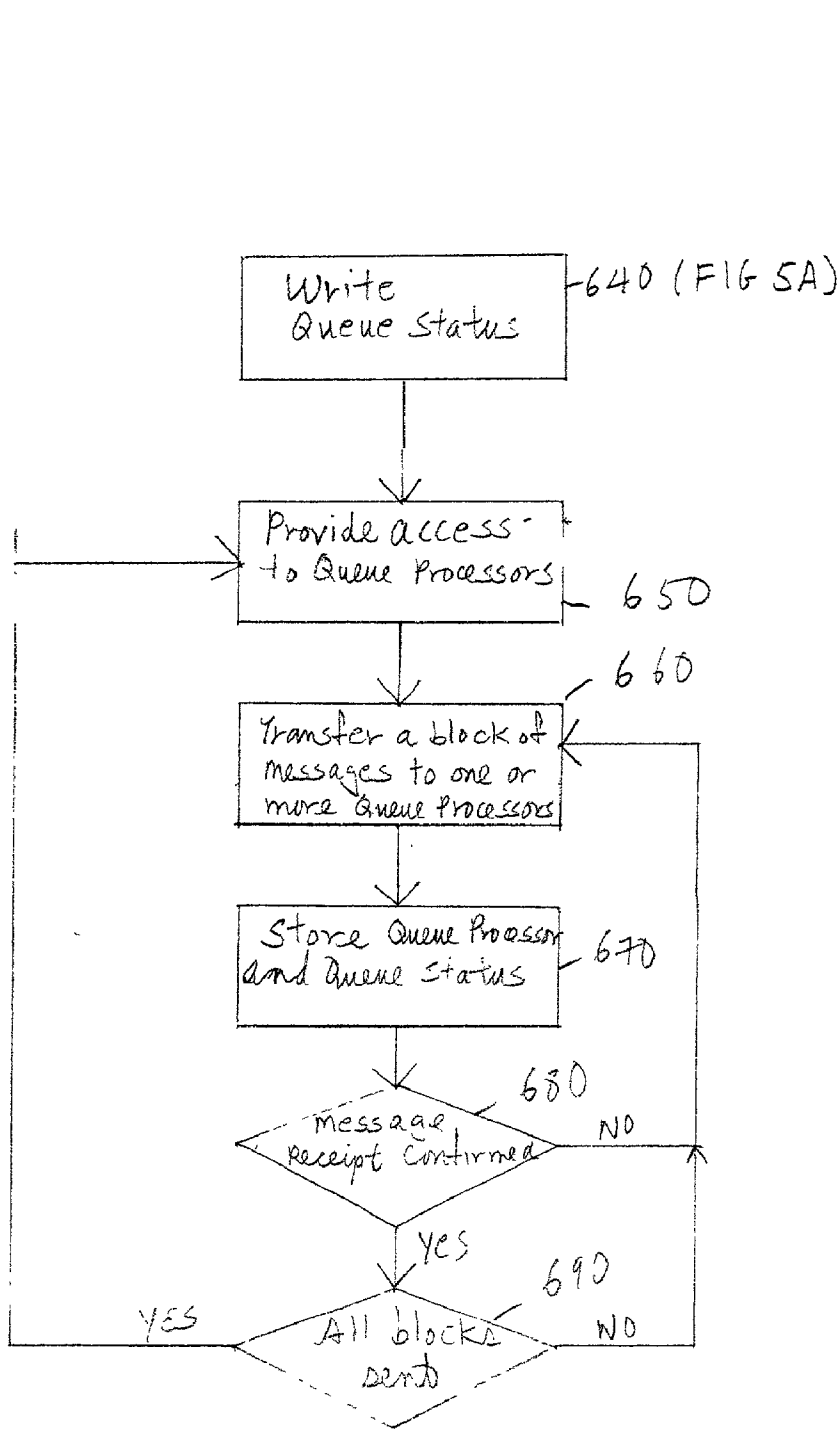 Write
Queue Status
640 (FIG 5A)
Provide access
to Queue Processors
650
660
Transfer a block of
messages to one or
more Queue Processors
Store Queue Processor
and Queue Status
670
680
message
receipt confirmed
NO
yes
690
YES
All blocks
sent
NO